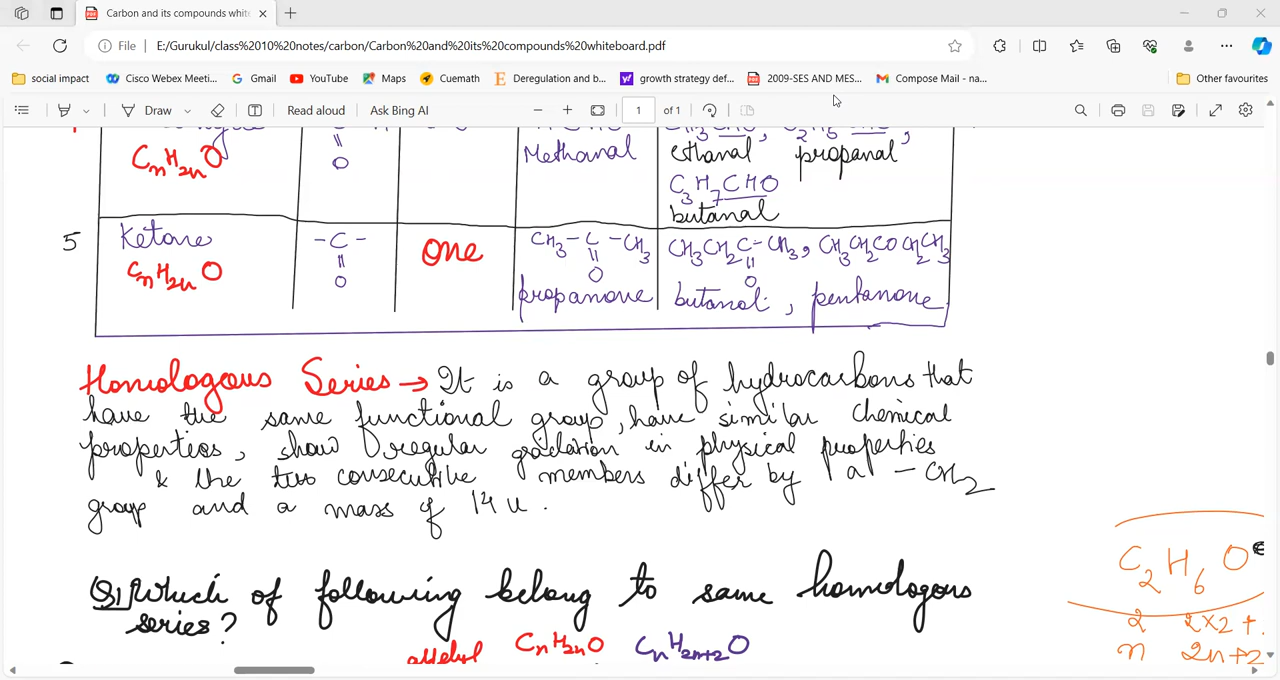 Carbon and its compounds white
File E:/Gurukul/class%2010%20notes/carbon/Carbon%20and%20its%20compounds%20whiteboard.pdf
social impact Cisco Webex Meeti... Gmail YouTube Maps Cuemath Deregulation and b... growth strategy def... 2009-SES AND MES... Compose Mail - na... Other favourites
Draw Read aloud Ask Bing AI 1 of 1
CnH2nO
O
Methanal
ethanal propanal,
C3H7CHO
butanal
5 Ketone -C- One CH3-C-CH3 CH3CH2C-CH3, CH3CH2COCH2CH3
CnH2nO O O O
propanone butanol, pentanone
Homologous Series → It is a group of hydrocarbons that
have the same functional group, have similar chemical
properties, show regular gradation in physical properties
& the two consecutive members differ by a -CH2
group and a mass of 14 u.
C2H6O
Q1) Which of following belong to same homologous
series?
2 2×2+
CnH2nO CnH2n+2O
n 2n+2